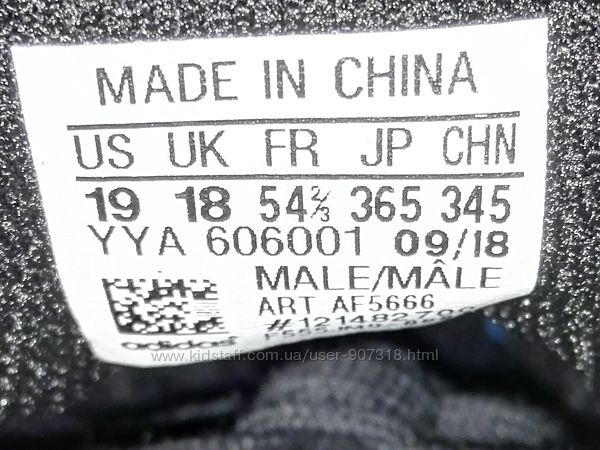 MADE IN CHINA
US UK FR JP CHN
19 18 54⅔ 365 345
YYA 606001 09/18
MALE/MÂLE
ART AF5666
adidas
www.kidstaff.com.ua/user-907318.html